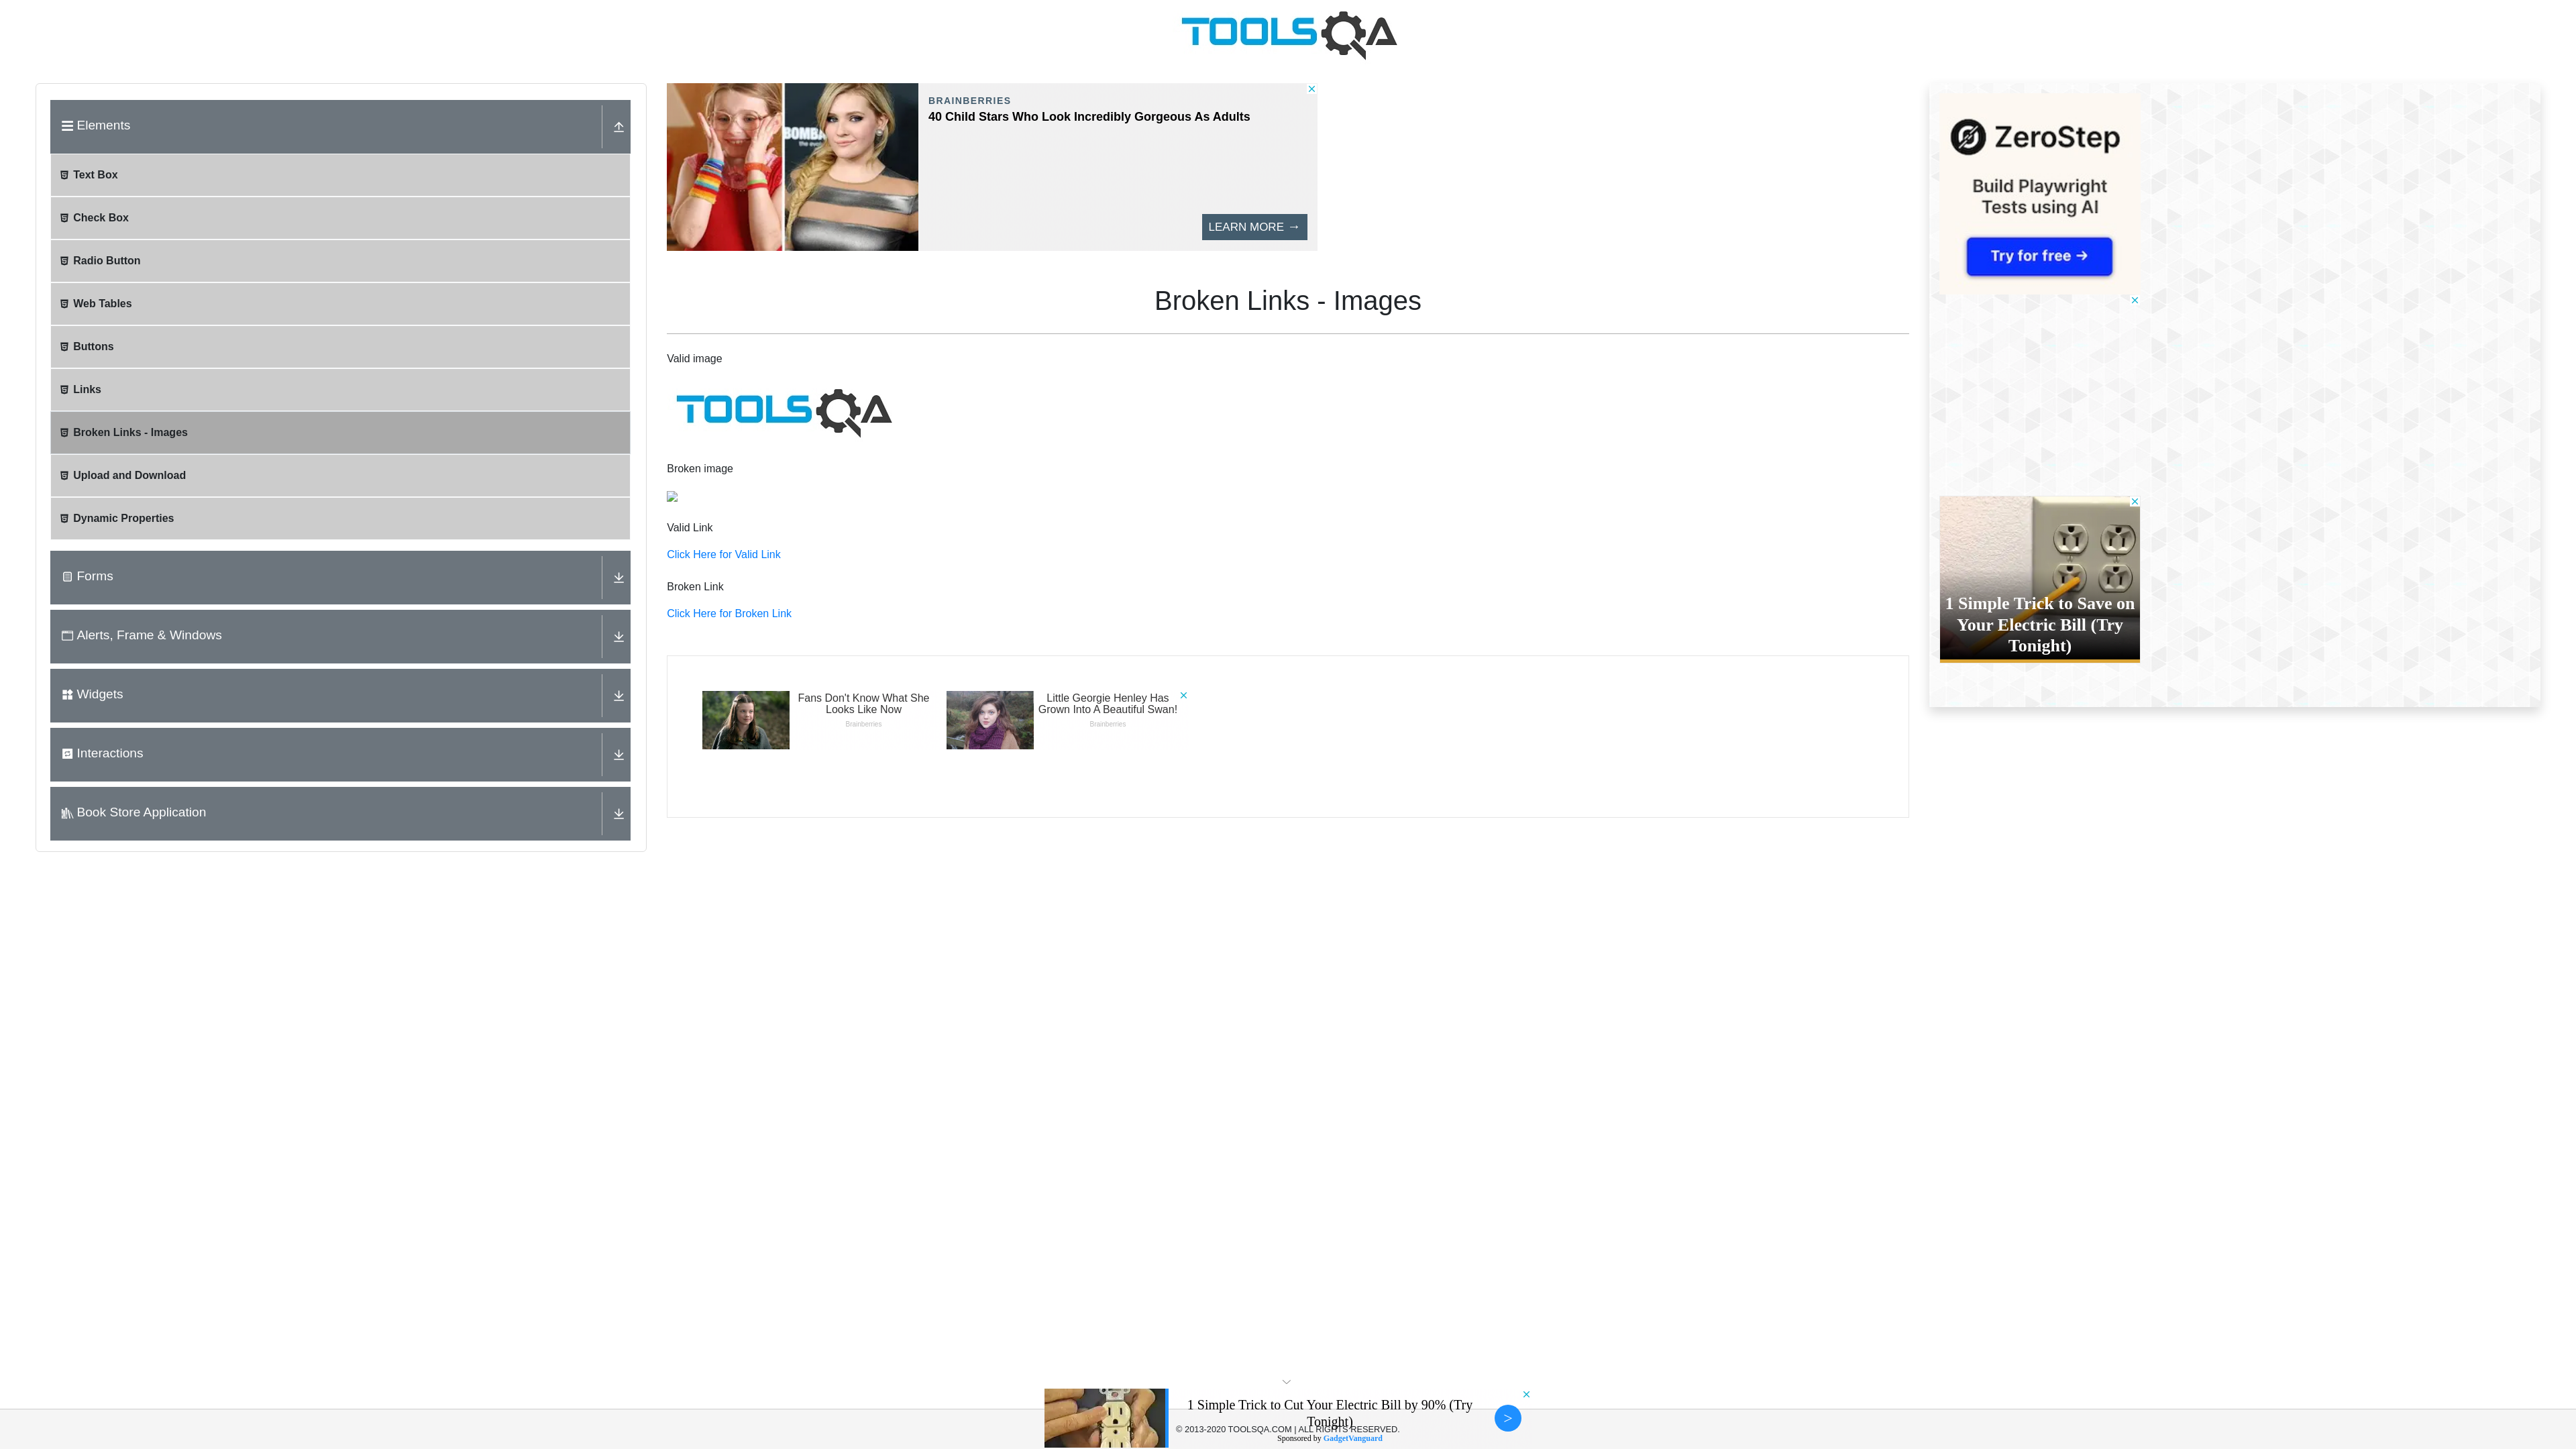 TOOLSQA
Elements
Text Box
Check Box
Radio Button
Web Tables
Buttons
Links
Broken Links - Images
Upload and Download
Dynamic Properties
Forms
Alerts, Frame & Windows
Widgets
Interactions
Book Store Application
BOMBA
BRAINBERRIES
40 Child Stars Who Look Incredibly Gorgeous As Adults
LEARN MORE →
Broken Links - Images
Valid image
TOOLSQA
Broken image
Valid Link
Click Here for Valid Link
Broken Link
Click Here for Broken Link
Fans Don't Know What She
Looks Like Now
Brainberries
Little Georgie Henley Has
Grown Into A Beautiful Swan!
Brainberries
ZeroStep
Build Playwright
Tests using AI
Try for free →
1 Simple Trick to Save on
Your Electric Bill (Try
Tonight)
1 Simple Trick to Cut Your Electric Bill by 90% (Try
Tonight)
© 2013-2020 TOOLSQA.COM | ALL RIGHTS RESERVED.
Sponsored by GadgetVanguard